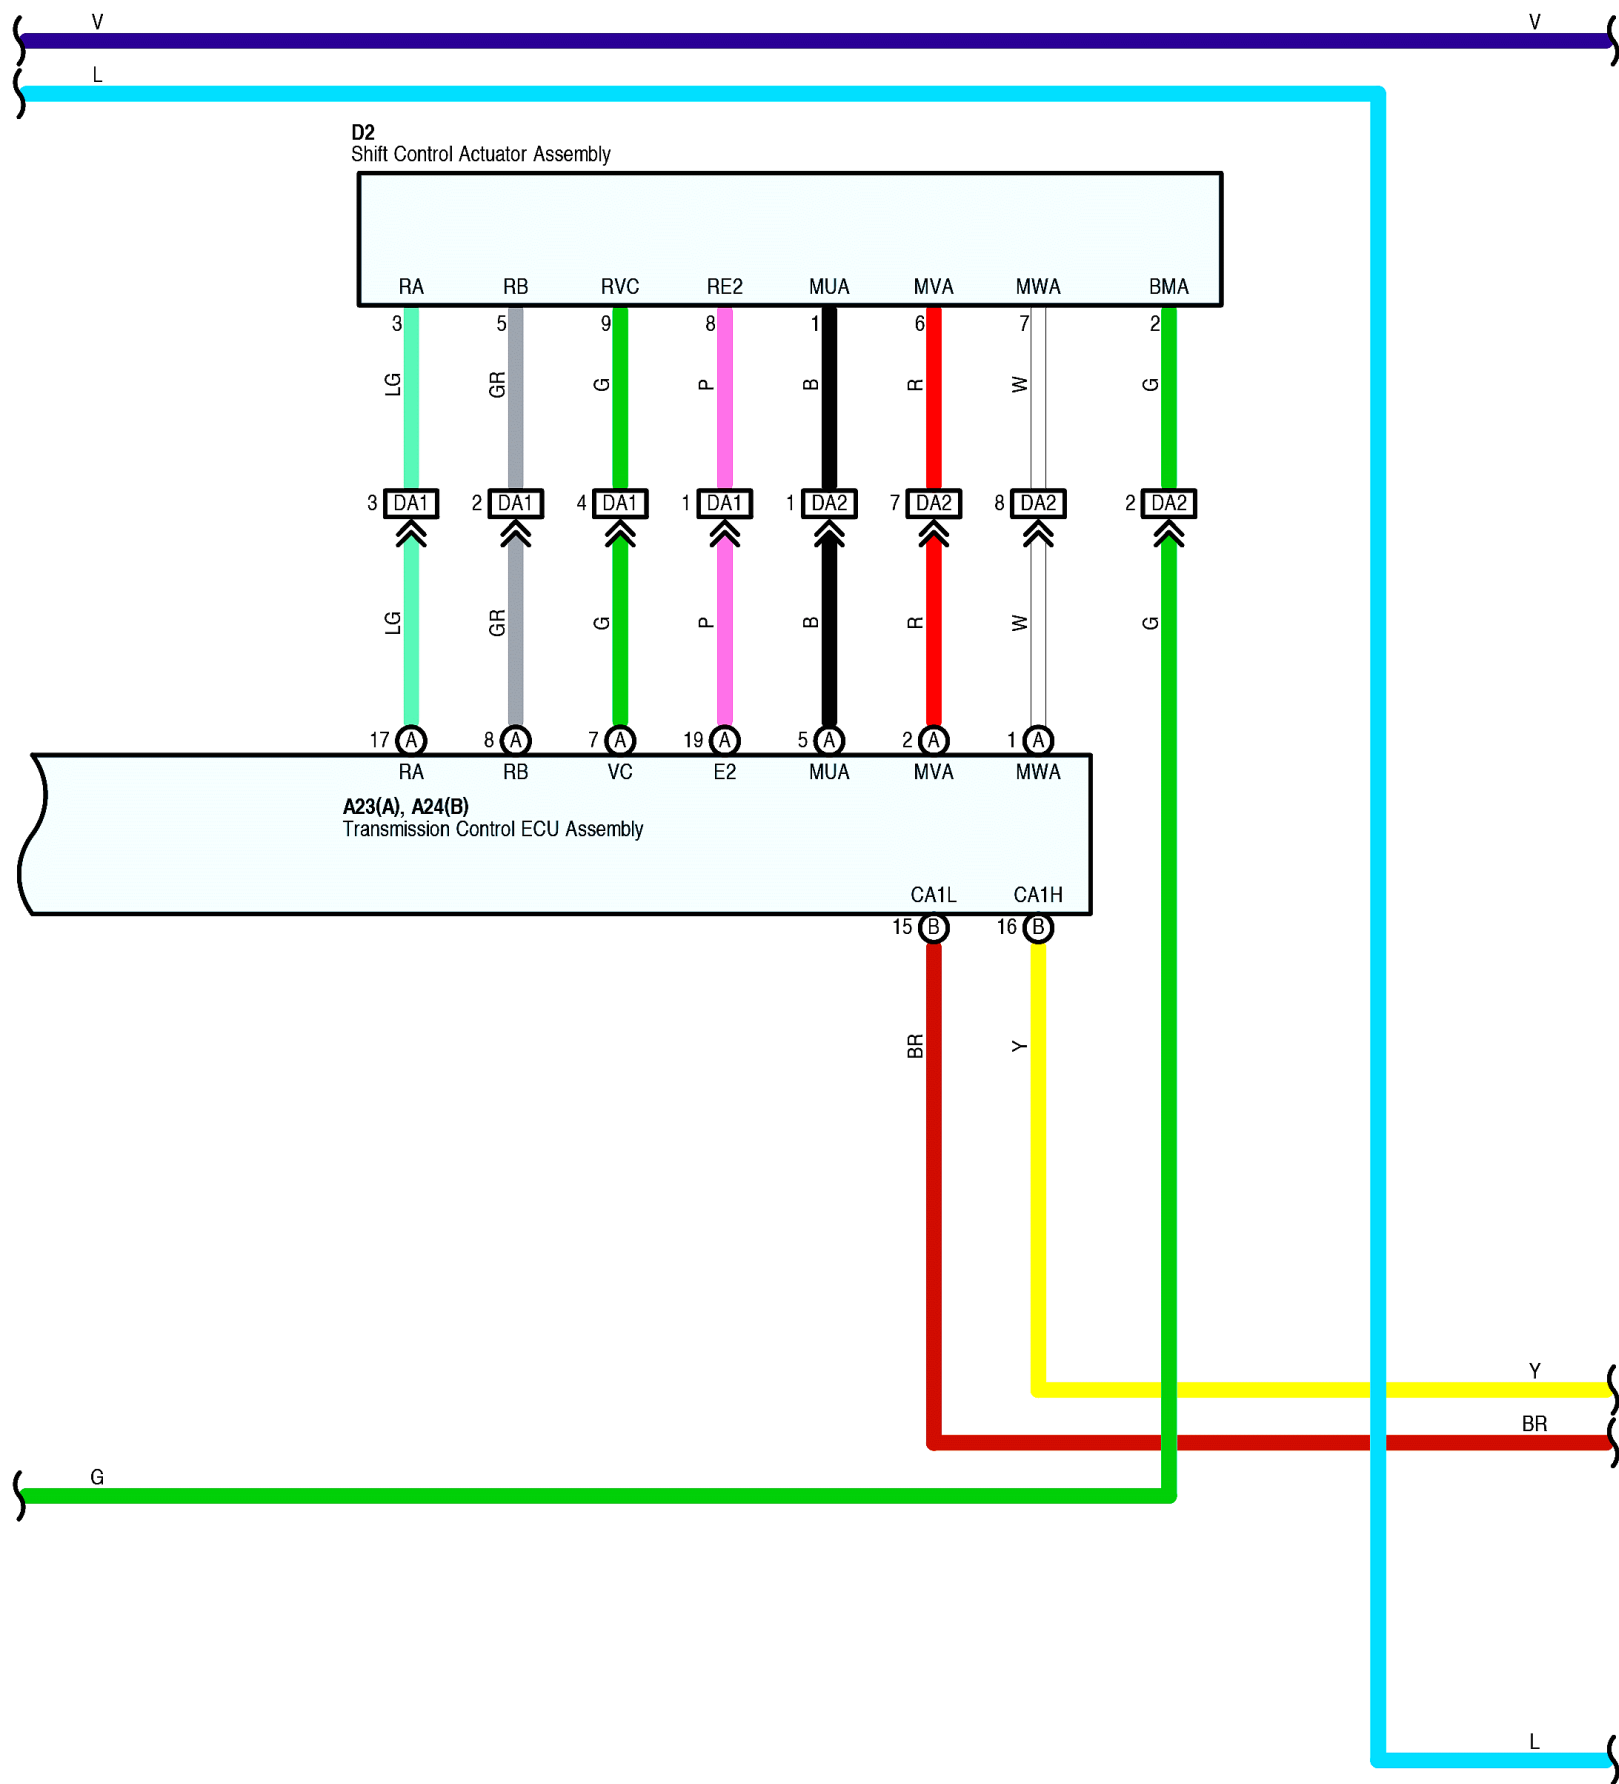 V V
L
D2
Shift Control Actuator Assembly
RA RB RVC RE2 MUA MVA MWA BMA
3 5 9 8 1 6 7 2
LG GR G P B R W G
3 DA1 2 DA1 4 DA1 1 DA1 1 DA2 7 DA2 8 DA2 2 DA2
LG GR G P B R W G
17 A 8 A 7 A 19 A 5 A 2 A 1 A
RA RB VC E2 MUA MVA MWA
A23(A), A24(B)
Transmission Control ECU Assembly
CA1L CA1H
15 B 16 B
BR Y
Y
BR
G
L